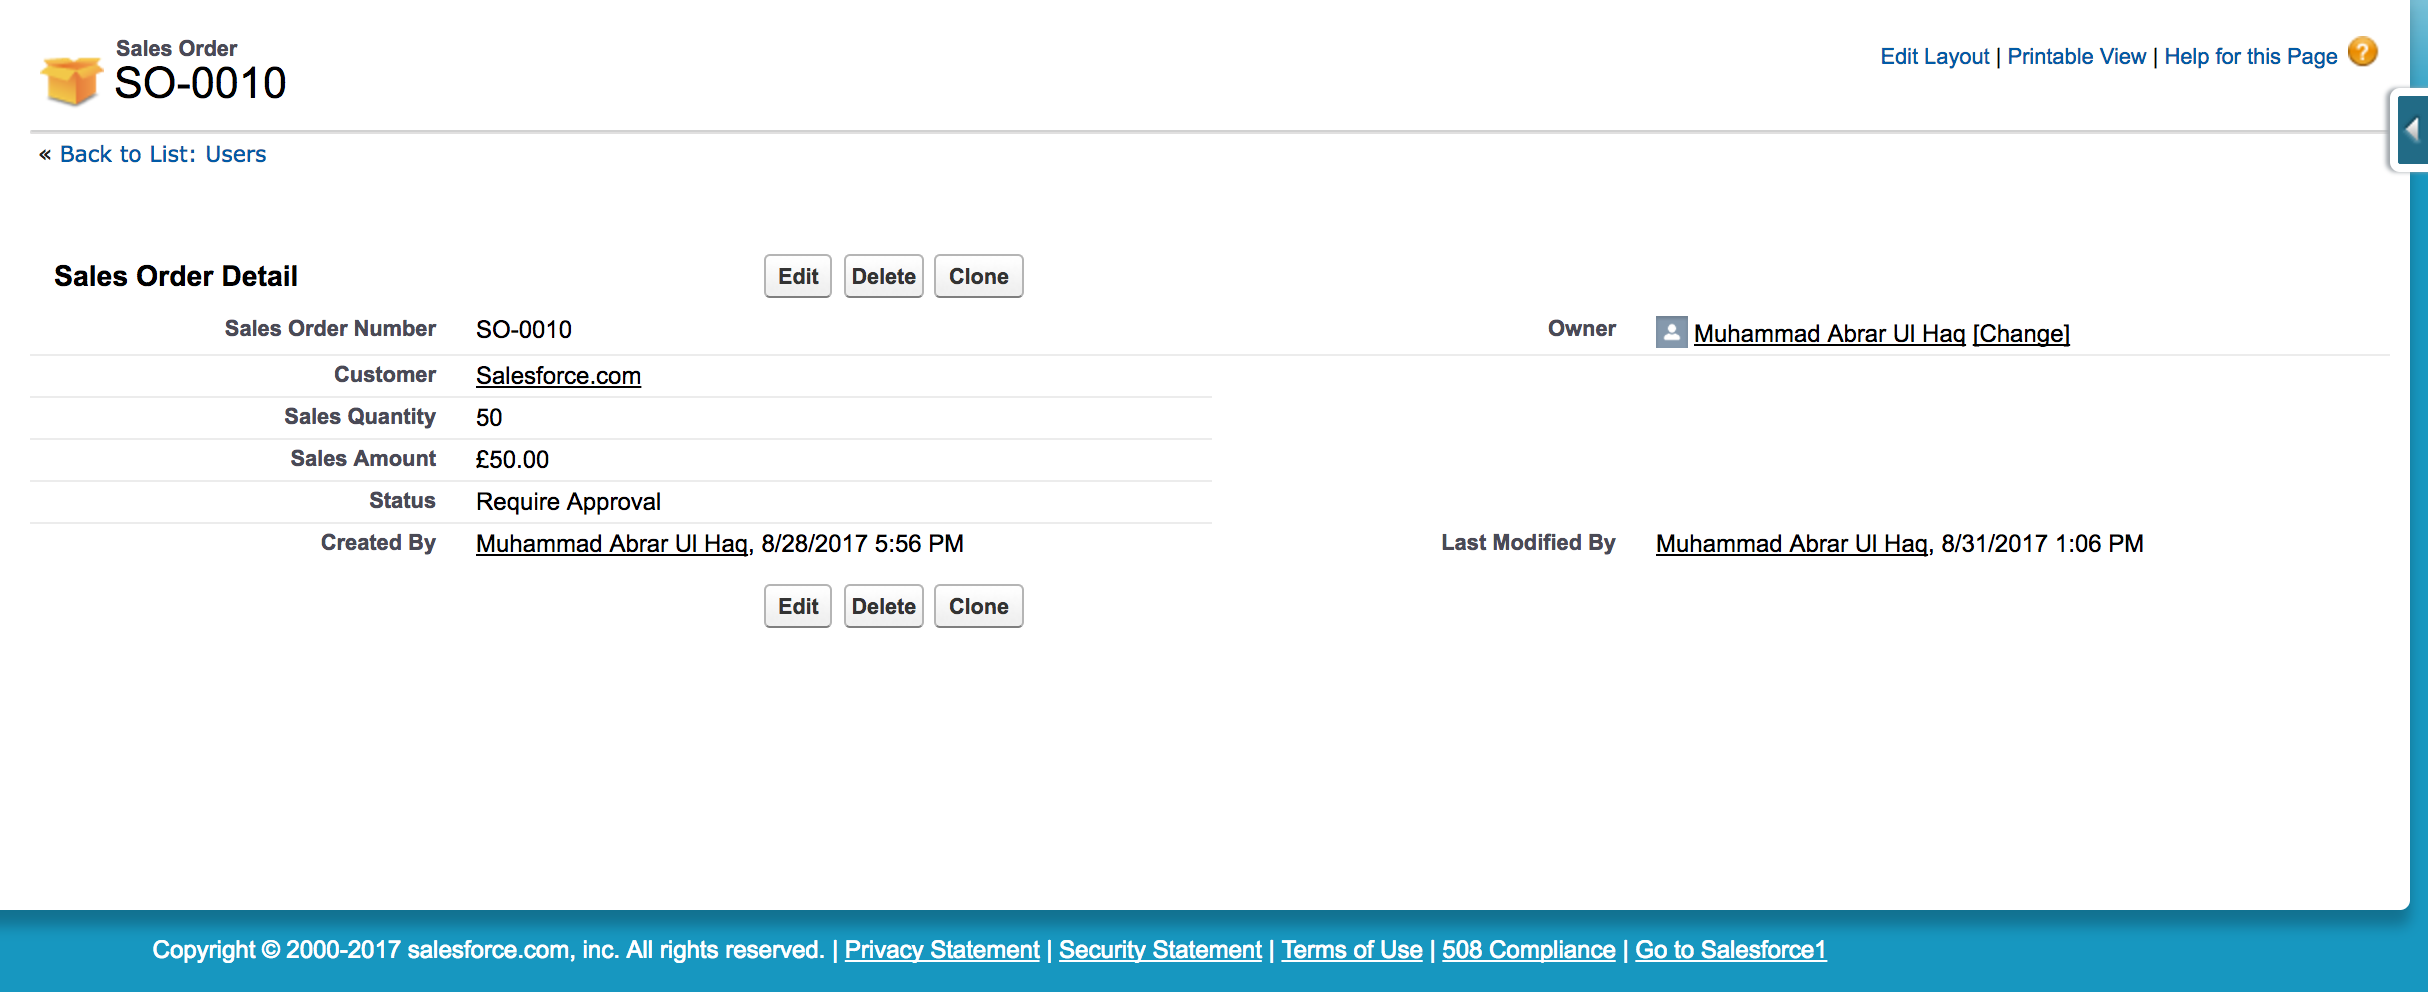 Sales Order
SO-0010
Edit Layout | Printable View | Help for this Page ?
« Back to List: Users
Sales Order Detail
Edit Delete Clone
Sales Order Number SO-0010 Owner Muhammad Abrar Ul Haq [Change]
Customer Salesforce.com
Sales Quantity 50
Sales Amount £50.00
Status Require Approval
Created By Muhammad Abrar Ul Haq, 8/28/2017 5:56 PM Last Modified By Muhammad Abrar Ul Haq, 8/31/2017 1:06 PM
Edit Delete Clone
Copyright © 2000-2017 salesforce.com, inc. All rights reserved. | Privacy Statement | Security Statement | Terms of Use | 508 Compliance | Go to Salesforce1